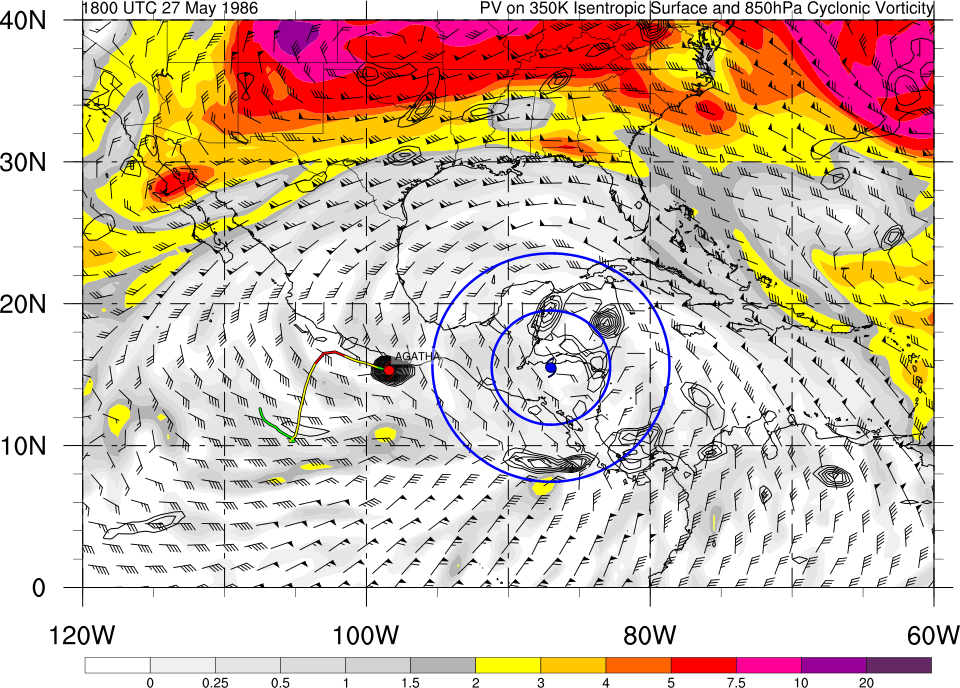 1800 UTC 27 May 1986 PV on 350K Isentropic Surface and 850hPa Cyclonic Vorticity
40N
30N
20N
AGATHA
10N
0
120W 100W 80W 60W
0 0.25 0.5 1 1.5 2 3 4 5 7.5 10 20